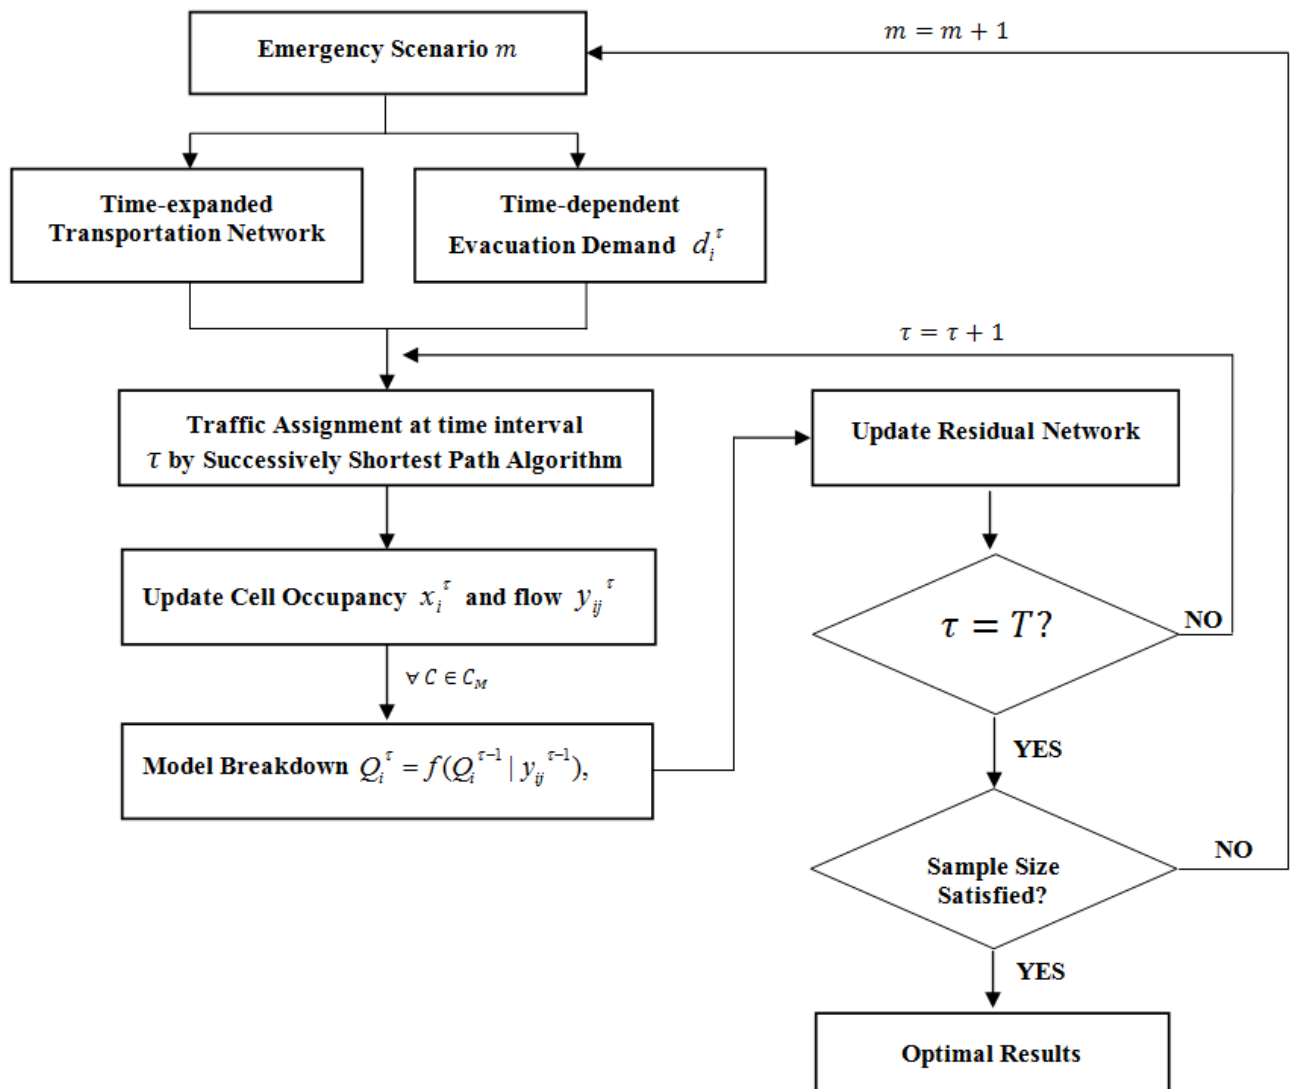 Emergency Scenario m
m = m + 1
Time-expanded
Transportation Network
Time-dependent
Evacuation Demand d_i^τ
τ = τ + 1
Traffic Assignment at time interval
τ by Successively Shortest Path Algorithm
Update Cell Occupancy x_i^τ and flow y_ij^τ
∀ C ∈ C_M
Model Breakdown Q_i^τ = f(Q_i^{τ-1} | y_ij^{τ-1}),
Update Residual Network
τ = T?
NO
YES
Sample Size
Satisfied?
NO
YES
Optimal Results